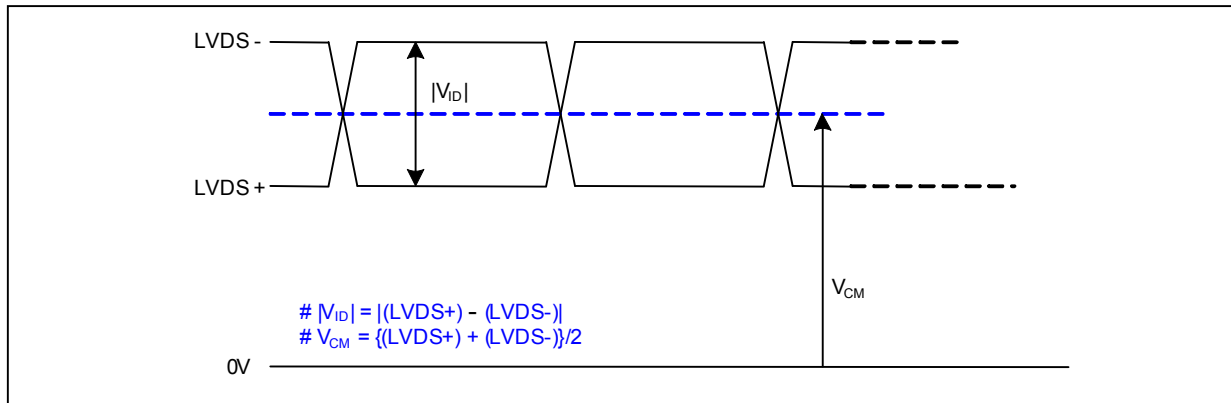 LVDS -
|VID|
LVDS +
VCM
# |VID| = |(LVDS+) - (LVDS-)|
# VCM = {(LVDS+) + (LVDS-)}/2
0V